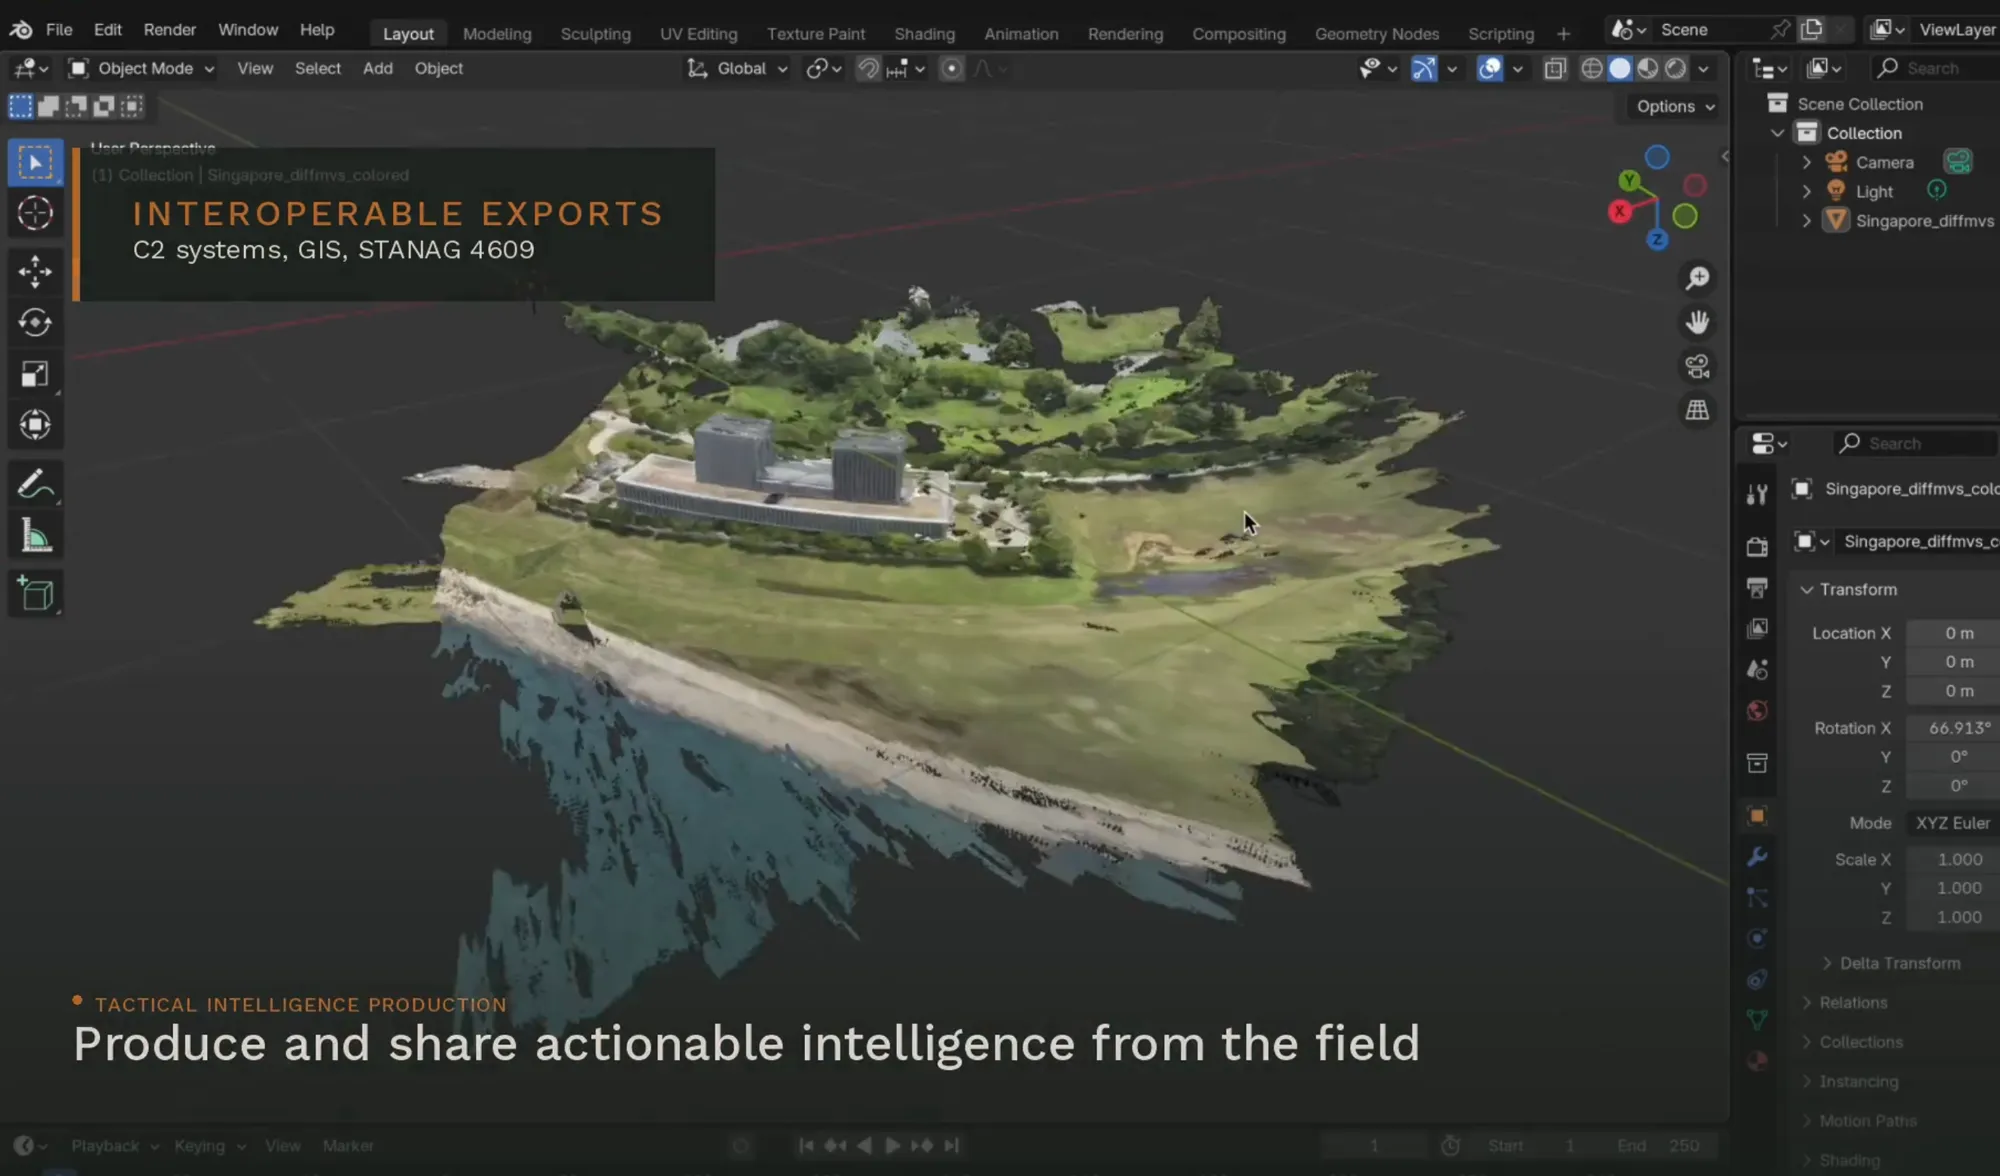 File Edit Render Window Help Layout Modeling Sculpting UV Editing Texture Paint Shading Animation Rendering Compositing Geometry Nodes Scripting + Scene ViewLayer
Object Mode View Select Add Object Global Search
Options
User Perspective
(1) Collection | Singapore_diffmvs_colored
INTEROPERABLE EXPORTS
C2 systems, GIS, STANAG 4609
Y
X
Z
Scene Collection
Collection
Camera
Light
Singapore_diffmvs
Search
Singapore_diffmvs_colo
Singapore_diffmvs_c
Transform
Location X 0 m
Y 0 m
Z 0 m
Rotation X 66.913°
Y 0°
Z 0°
Mode XYZ Euler
Scale X 1.000
Y 1.000
Z 1.000
Delta Transform
Relations
Collections
Instancing
Motion Paths
Shading
TACTICAL INTELLIGENCE PRODUCTION
Produce and share actionable intelligence from the field
Playback Keying View Marker 1 Start 1 End 250